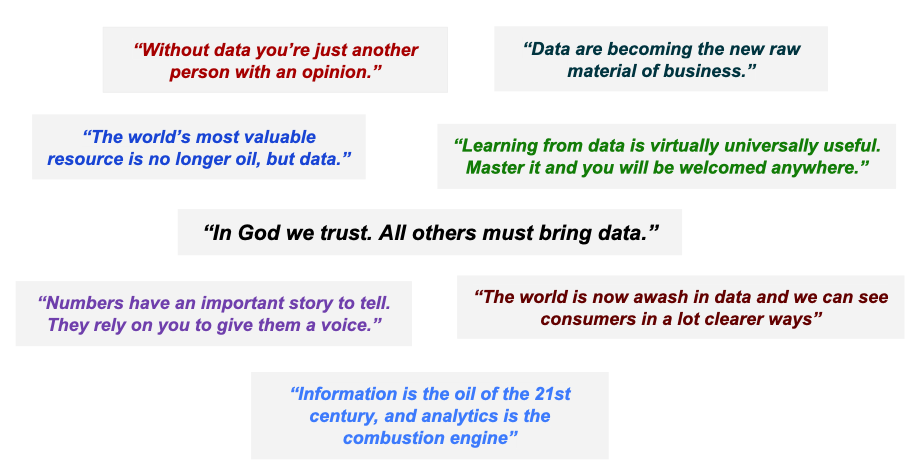 “Without data you’re just another
person with an opinion.”
“Data are becoming the new raw
material of business.”
“The world’s most valuable
resource is no longer oil, but data.”
“Learning from data is virtually universally useful.
Master it and you will be welcomed anywhere.”
“In God we trust. All others must bring data.”
“Numbers have an important story to tell.
They rely on you to give them a voice.”
“The world is now awash in data and we can see
consumers in a lot clearer ways”
“Information is the oil of the 21st
century, and analytics is the
combustion engine”